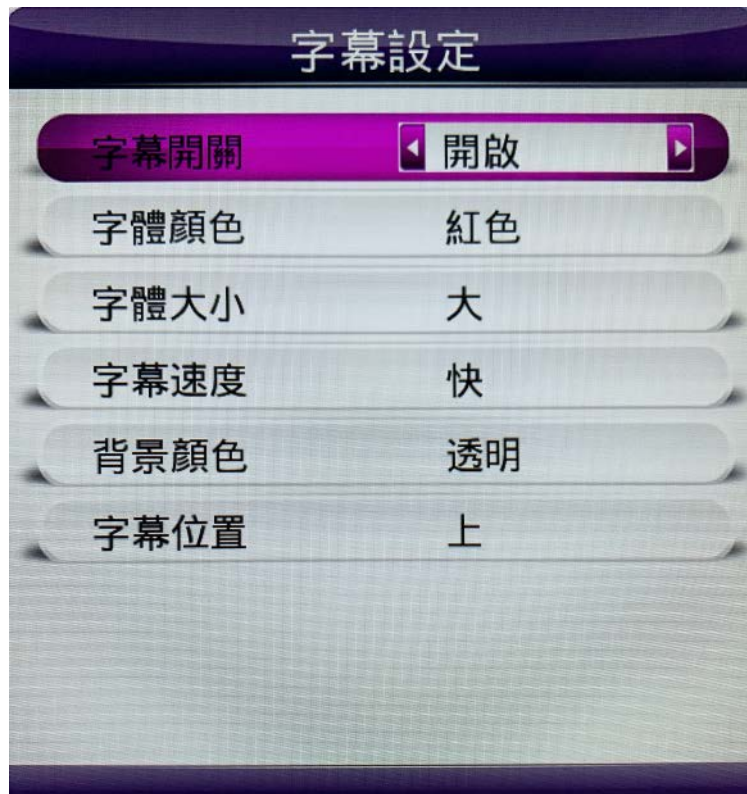 字幕設定
字幕開關 開啟
字體顏色 紅色
字體大小 大
字幕速度 快
背景顏色 透明
字幕位置 上